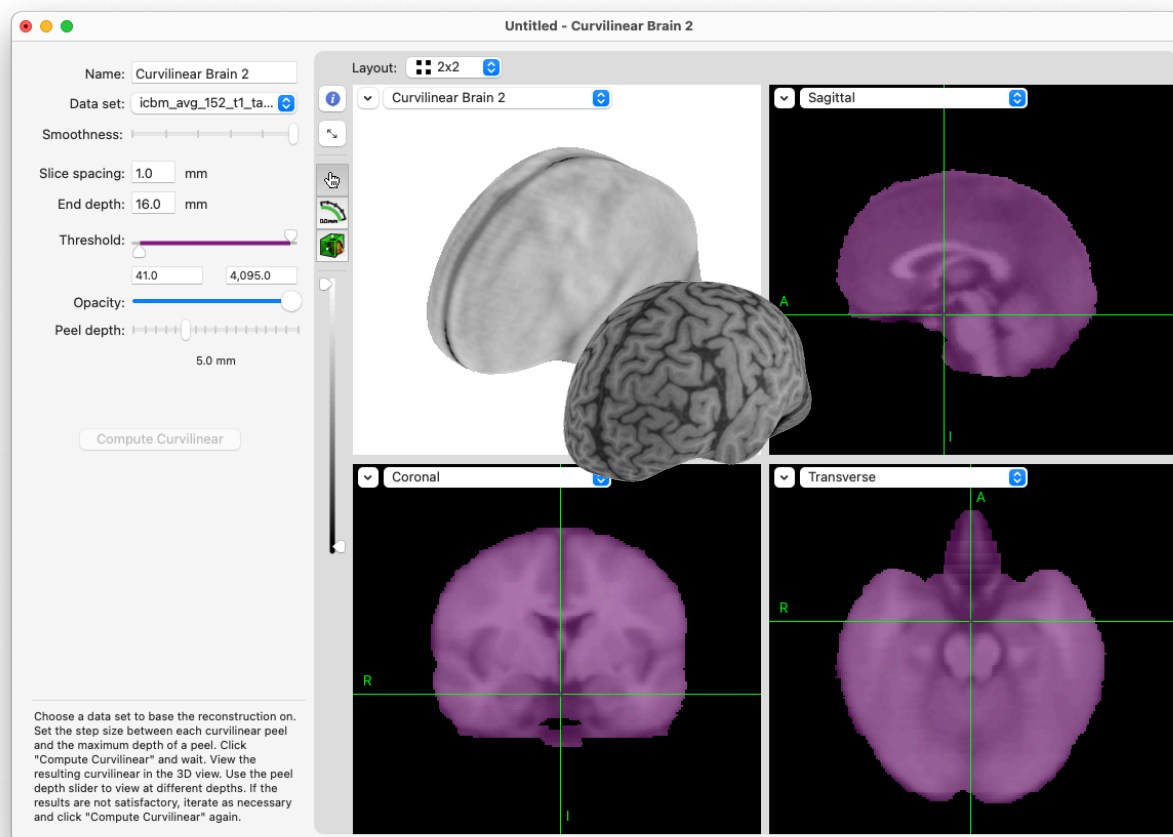 Untitled - Curvilinear Brain 2
Name: Curvilinear Brain 2
Data set: icbm_avg_152_t1_ta...
Smoothness:
Slice spacing: 1.0 mm
End depth: 16.0 mm
Threshold:
41.0 4,095.0
Opacity:
Peel depth:
5.0 mm
Compute Curvilinear
Choose a data set to base the reconstruction on.
Set the step size between each curvilinear peel
and the maximum depth of a peel. Click
"Compute Curvilinear" and wait. View the
resulting curvilinear in the 3D view. Use the peel
depth slider to view at different depths. If the
results are not satisfactory, iterate as necessary
and click "Compute Curvilinear" again.
Layout: 2x2
i
0.0mm
Curvilinear Brain 2
Sagittal
A
I
Coronal
R
I
Transverse
A
R